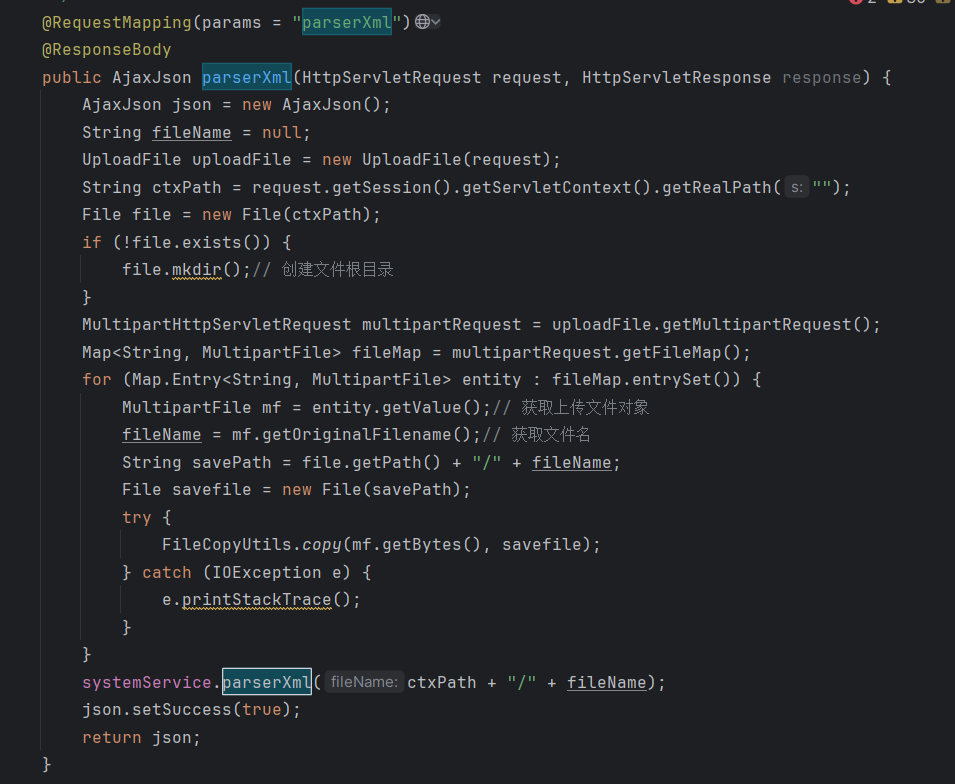 @RequestMapping(params = "parserXml")
@ResponseBody
public AjaxJson parserXml(HttpServletRequest request, HttpServletResponse response) {
    AjaxJson json = new AjaxJson();
    String fileName = null;
    UploadFile uploadFile = new UploadFile(request);
    String ctxPath = request.getSession().getServletContext().getRealPath( s: "");
    File file = new File(ctxPath);
    if (!file.exists()) {
        file.mkdir();// 创建文件根目录
    }
    MultipartHttpServletRequest multipartRequest = uploadFile.getMultipartRequest();
    Map<String, MultipartFile> fileMap = multipartRequest.getFileMap();
    for (Map.Entry<String, MultipartFile> entity : fileMap.entrySet()) {
        MultipartFile mf = entity.getValue();// 获取上传文件对象
        fileName = mf.getOriginalFilename();// 获取文件名
        String savePath = file.getPath() + "/" + fileName;
        File savefile = new File(savePath);
        try {
            FileCopyUtils.copy(mf.getBytes(), savefile);
        } catch (IOException e) {
            e.printStackTrace();
        }
    }
    systemService.parserXml( fileName: ctxPath + "/" + fileName);
    json.setSuccess(true);
    return json;
}